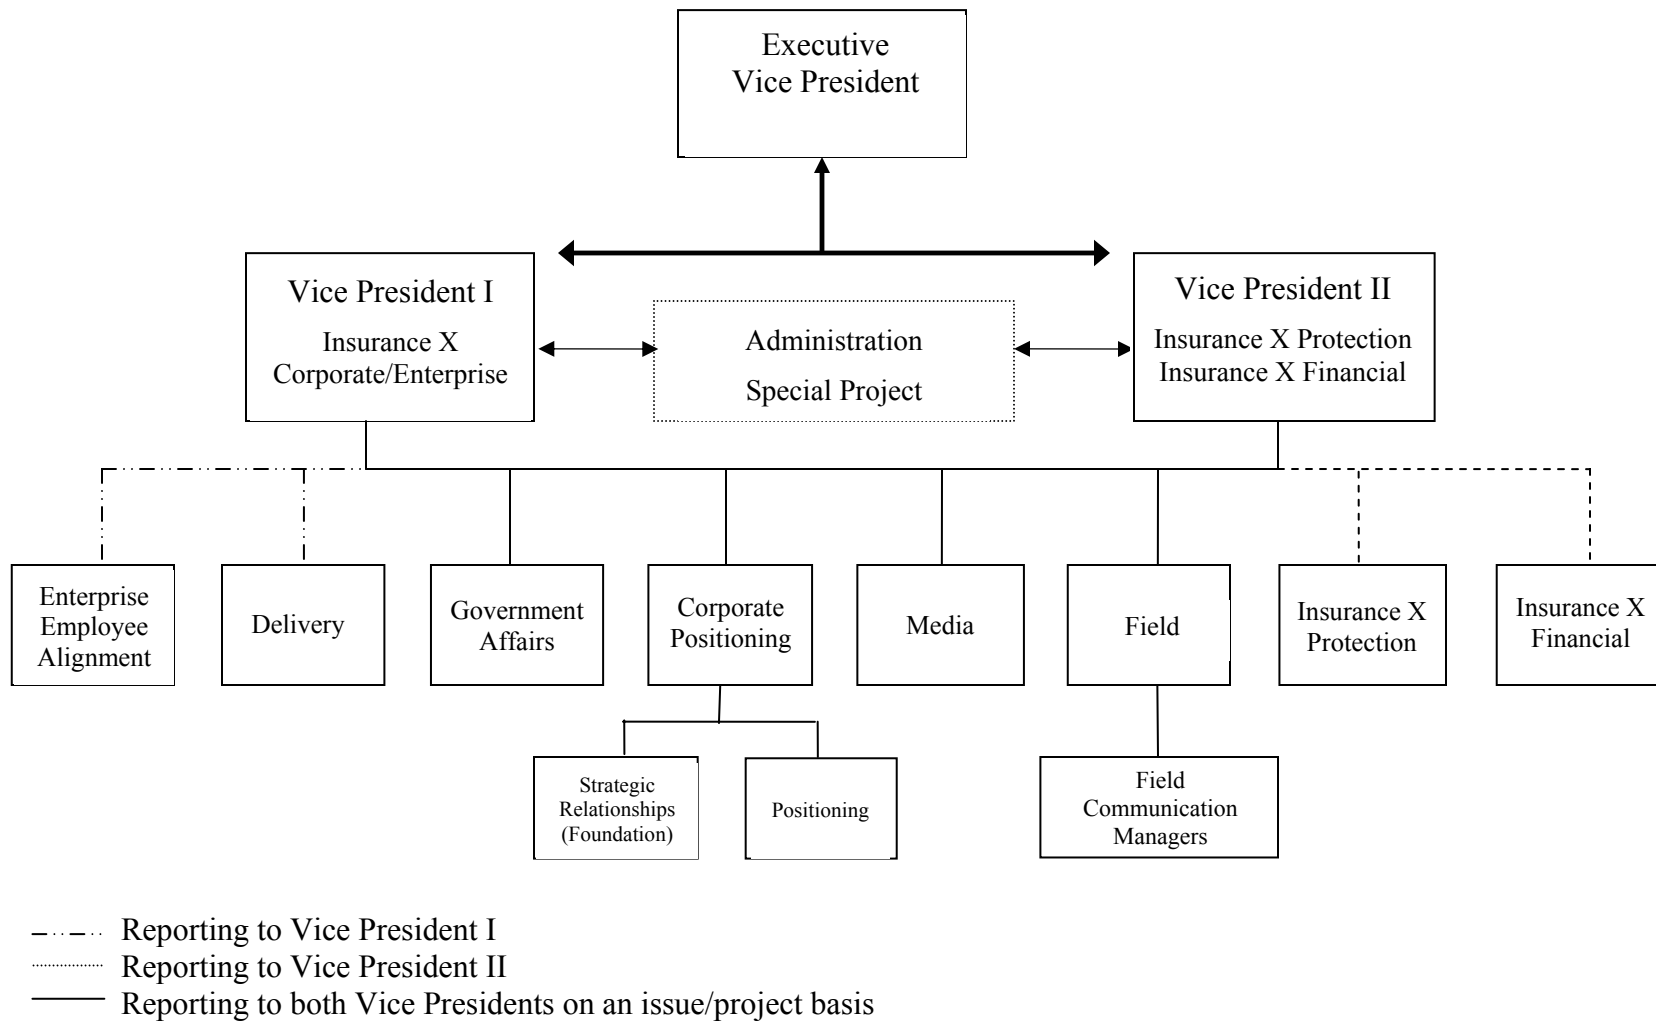 Executive
Vice President
Vice President I
Insurance X
Corporate/Enterprise
Administration
Special Project
Vice President II
Insurance X Protection
Insurance X Financial
Enterprise
Employee
Alignment
Delivery
Government
Affairs
Corporate
Positioning
Media
Field
Insurance X
Protection
Insurance X
Financial
Strategic
Relationships
(Foundation)
Positioning
Field
Communication
Managers
Reporting to Vice President I
Reporting to Vice President II
Reporting to both Vice Presidents on an issue/project basis